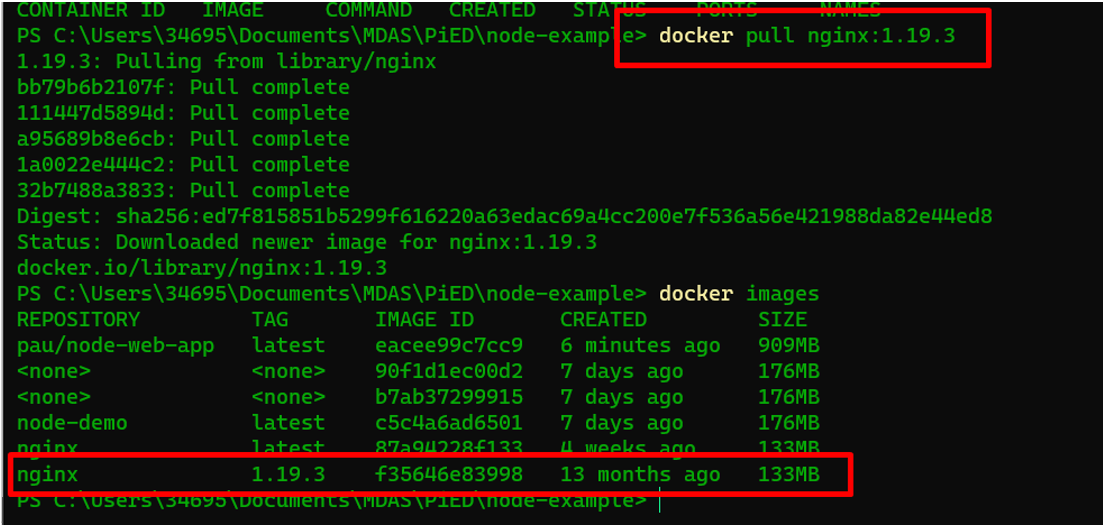 CONTAINER ID   IMAGE     COMMAND   CREATED   STATUS    PORTS     NAMES
PS C:\Users\34695\Documents\MDAS\PiED\node-example> docker pull nginx:1.19.3
1.19.3: Pulling from library/nginx
bb79b6b2107f: Pull complete
111447d5894d: Pull complete
a95689b8e6cb: Pull complete
1a0022e444c2: Pull complete
32b7488a3833: Pull complete
Digest: sha256:ed7f815851b5299f616220a63edac69a4cc200e7f536a56e421988da82e44ed8
Status: Downloaded newer image for nginx:1.19.3
docker.io/library/nginx:1.19.3
PS C:\Users\34695\Documents\MDAS\PiED\node-example> docker images
REPOSITORY         TAG       IMAGE ID       CREATED         SIZE
pau/node-web-app   latest    eacee99c7cc9   6 minutes ago   909MB
<none>             <none>    90f1d1ec00d2   7 days ago      176MB
<none>             <none>    b7ab37299915   7 days ago      176MB
node-demo          latest    c5c4a6ad6501   7 days ago      176MB
nginx              latest    87a94228f133   4 weeks ago     133MB
nginx              1.19.3    f35646e83998   13 months ago   133MB
PS C:\Users\34695\Documents\MDAS\PiED\node-example>